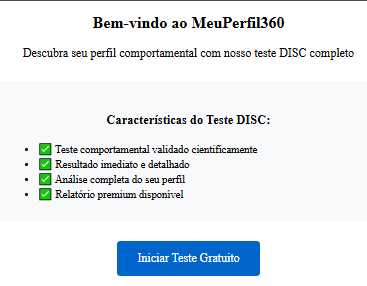 Bem-vindo ao MeuPerfil360
Descubra seu perfil comportamental com nosso teste DISC completo
Características do Teste DISC:
• ✅ Teste comportamental validado cientificamente
• ✅ Resultado imediato e detalhado
• ✅ Análise completa do seu perfil
• ✅ Relatório premium disponível
Iniciar Teste Gratuito